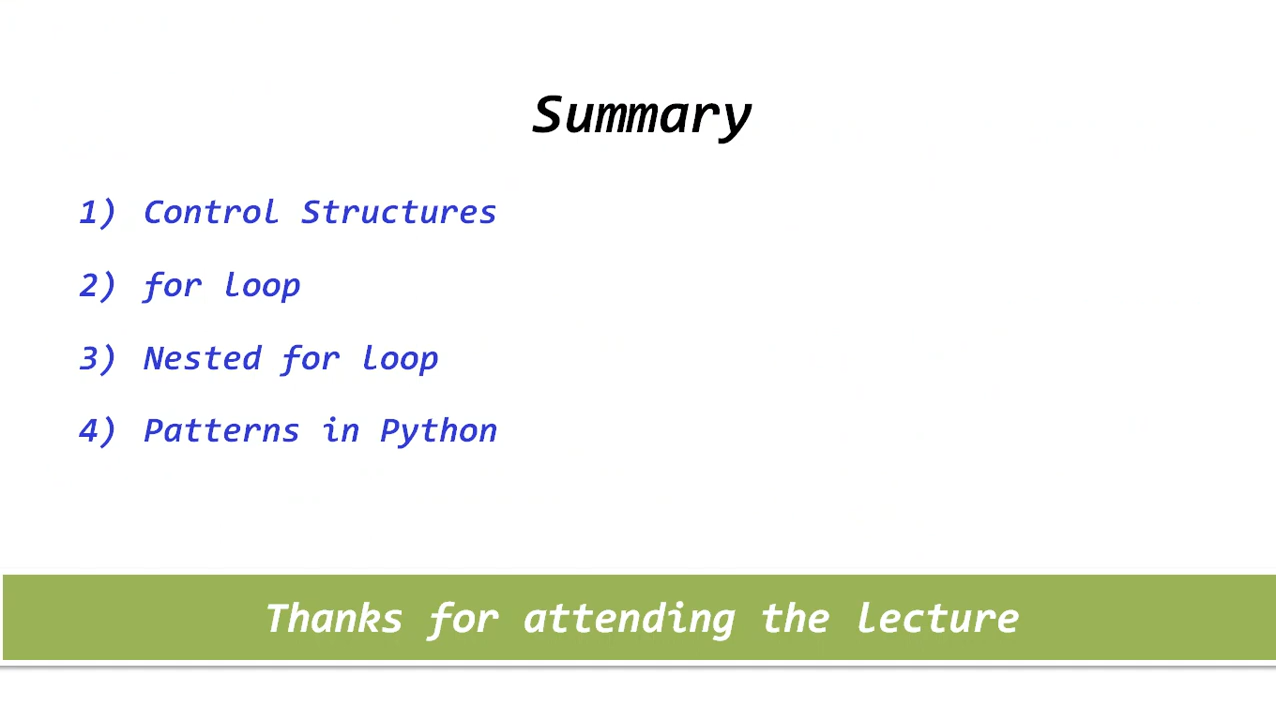 Summary
1) Control Structures
2) for loop
3) Nested for loop
4) Patterns in Python
Thanks for attending the lecture